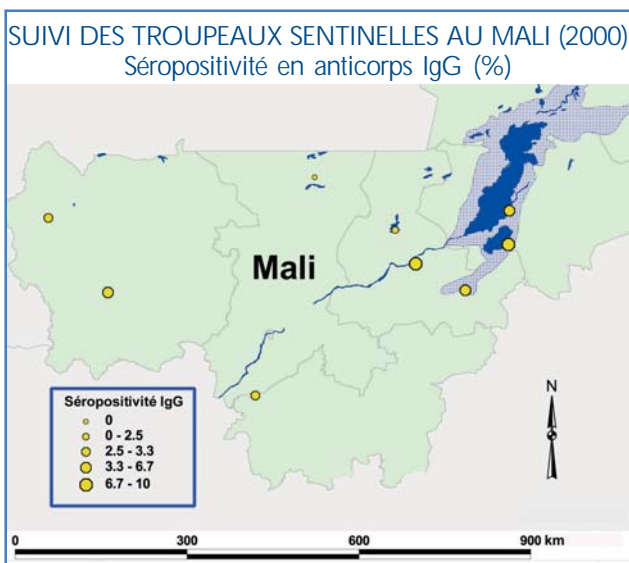 SUIVI DES TROUPEAUX SENTINELLES AU MALI (2000)
Séropositivité en anticorps IgG (%)
Mali
Séropositivité IgG
0
0 - 2.5
2.5 - 3.3
3.3 - 6.7
6.7 - 10
N
0 300 600 900 km